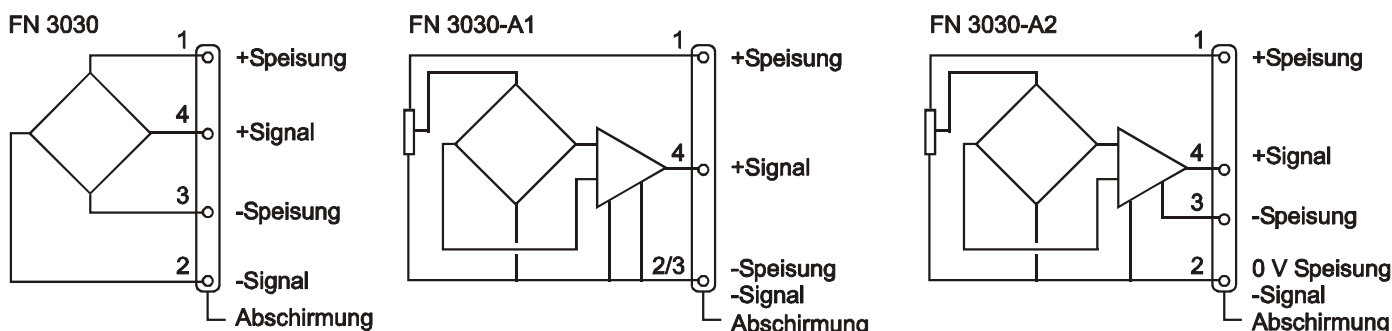 FN 3030
1
+Speisung
4
+Signal
3
-Speisung
2
-Signal
Abschirmung
FN 3030-A1
1
+Speisung
4
+Signal
2/3
-Speisung
-Signal
Abschirmung
FN 3030-A2
1
+Speisung
4
+Signal
3
-Speisung
2
0 V Speisung
-Signal
Abschirmung